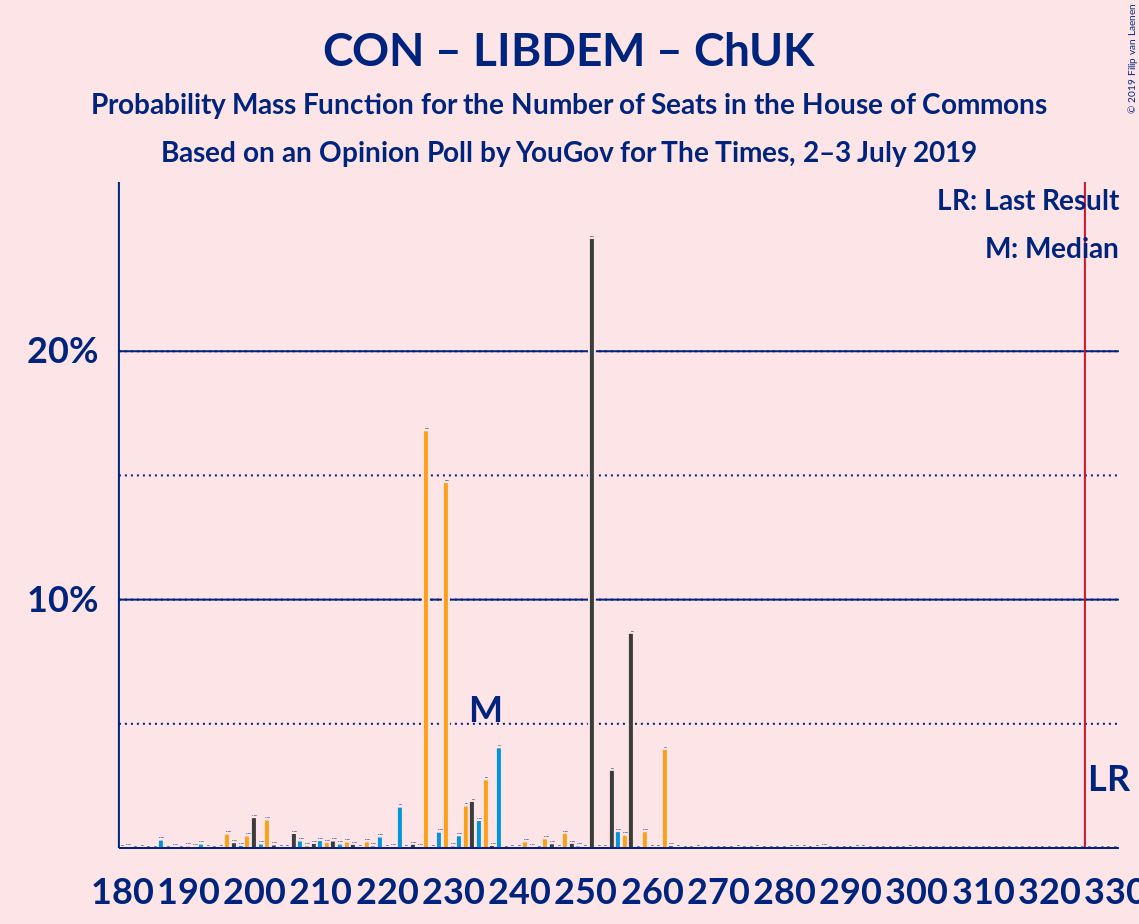 CON – LIBDEM – ChUK
Probability Mass Function for the Number of Seats in the House of Commons
Based on an Opinion Poll by YouGov for The Times, 2–3 July 2019
© 2019 Filip van Laenen
LR: Last Result
M: Median
20%
10%
M
LR
180 190 200 210 220 230 240 250 260 270 280 290 300 310 320 330